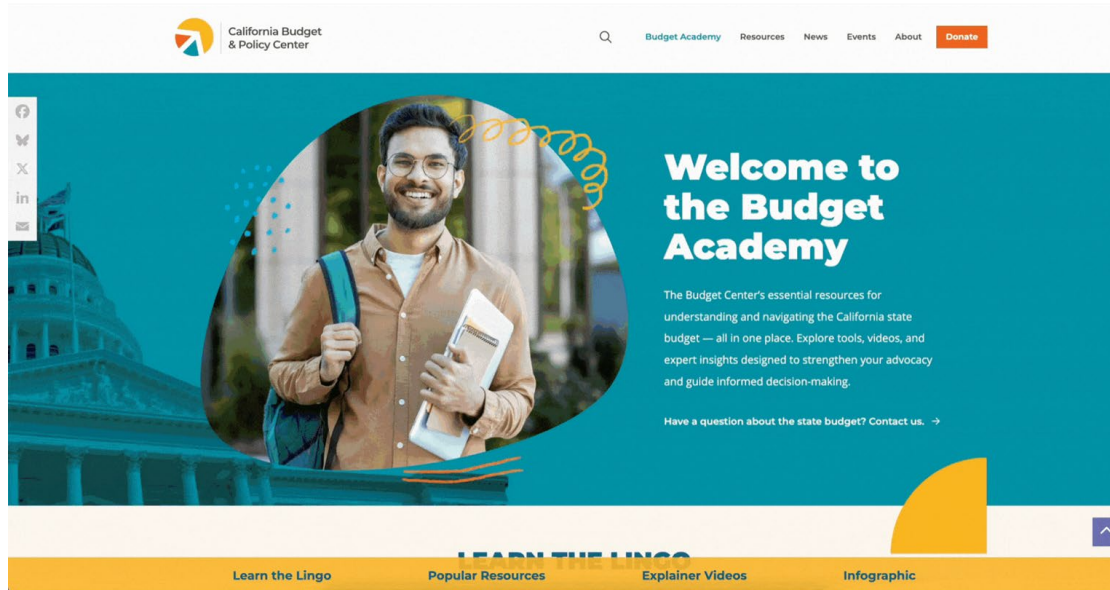 California Budget
& Policy Center
Budget Academy
Resources
News
Events
About
Donate
Welcome to
the Budget
Academy
The Budget Center's essential resources for
understanding and navigating the California state
budget — all in one place. Explore tools, videos, and
expert insights designed to strengthen your advocacy
and guide informed decision-making.
Have a question about the state budget? Contact us. →
LEARN THE LINGO
Learn the Lingo
Popular Resources
Explainer Videos
Infographic